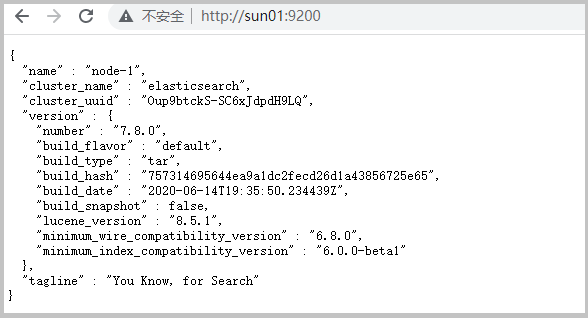 不安全 | http://sun01:9200
{
"name" : "node-1",
"cluster_name" : "elasticsearch",
"cluster_uuid" : "Oup9btckS-SC6xJdpdH9LQ",
"version" : {
"number" : "7.8.0",
"build_flavor" : "default",
"build_type" : "tar",
"build_hash" : "757314695644ea9a1dc2fecd26d1a43856725e65",
"build_date" : "2020-06-14T19:35:50.234439Z",
"build_snapshot" : false,
"lucene_version" : "8.5.1",
"minimum_wire_compatibility_version" : "6.8.0",
"minimum_index_compatibility_version" : "6.0.0-beta1"
},
"tagline" : "You Know, for Search"
}